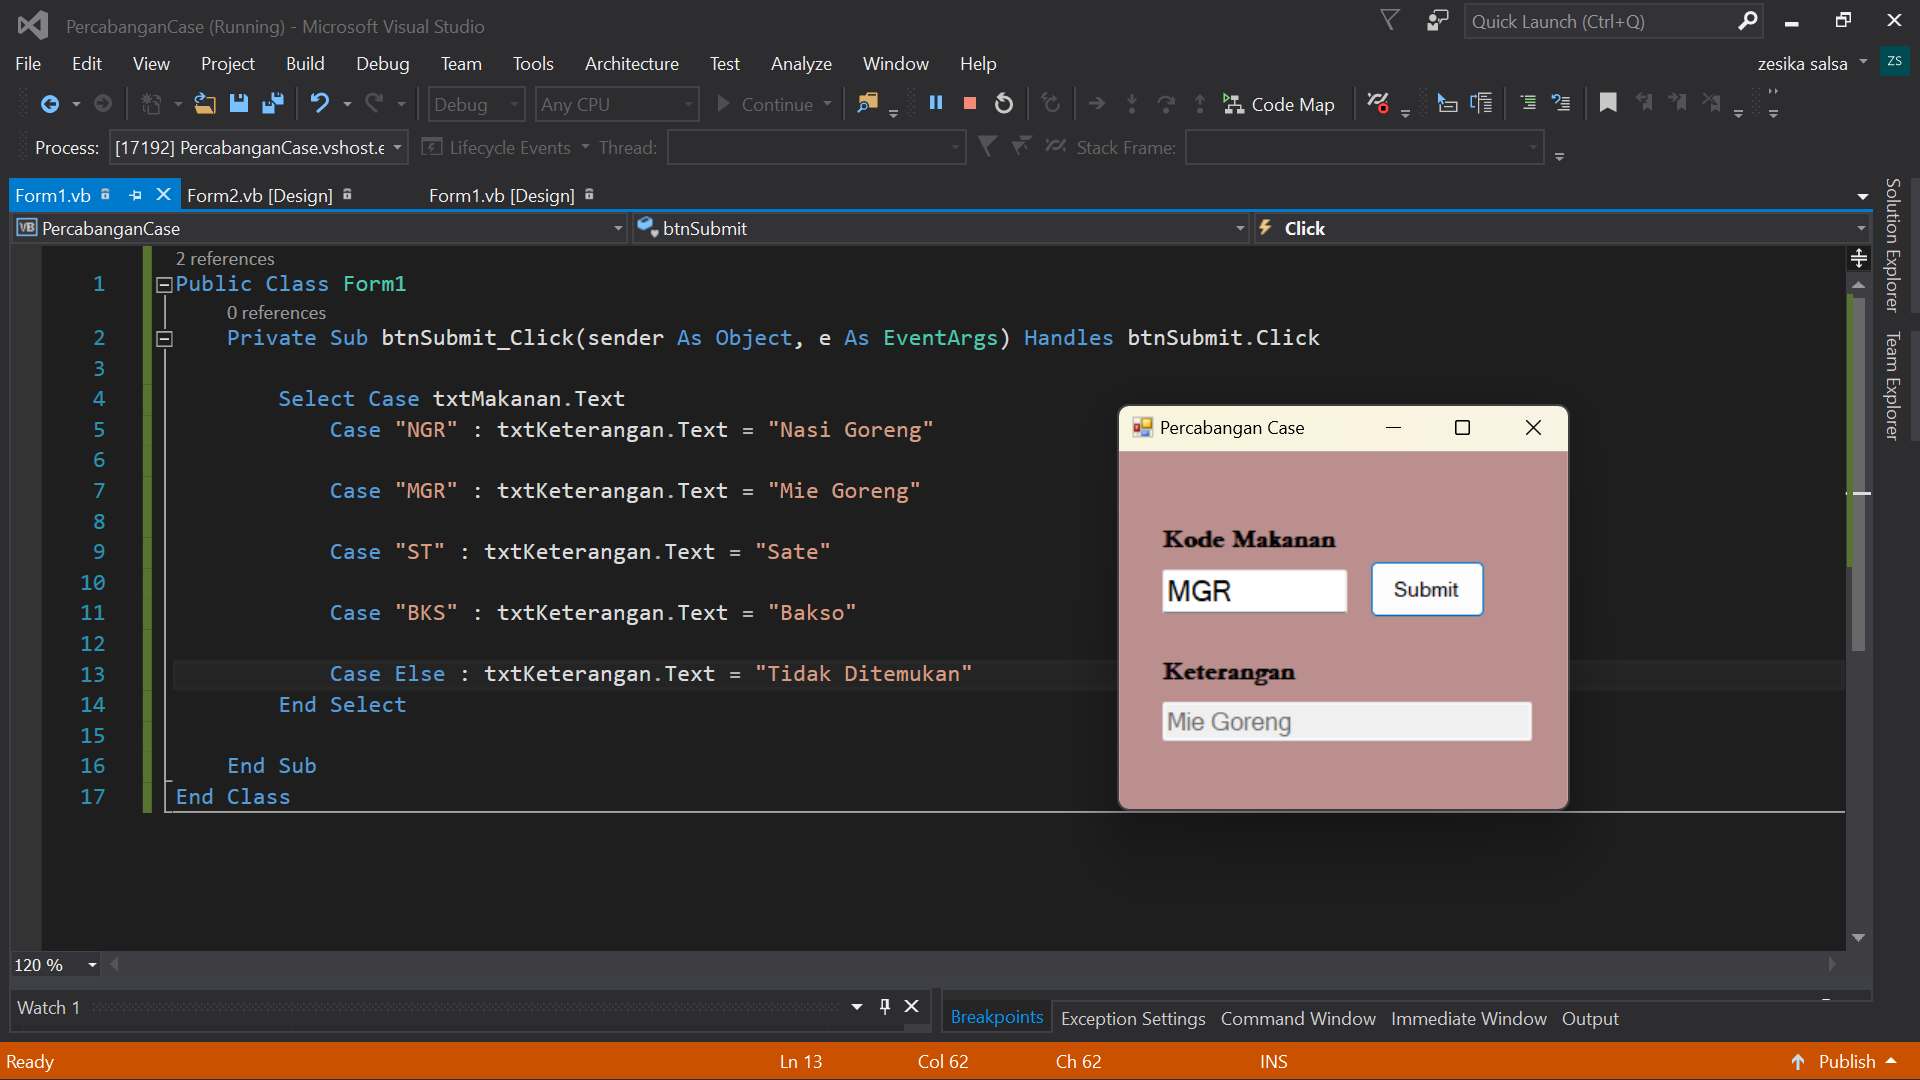 PercabanganCase (Running) - Microsoft Visual Studio
Quick Launch (Ctrl+Q)
File Edit View Project Build Debug Team Tools Architecture Test Analyze Window Help
zesika salsa ZS
Debug Any CPU Continue Code Map
Process: [17192] PercabanganCase.vshost.e Lifecycle Events Thread: Stack Frame:
Form1.vb Form2.vb [Design] Form1.vb [Design]
VB PercabanganCase btnSubmit Click
Solution Explorer
Team Explorer
2 references
1 Public Class Form1
0 references
2 Private Sub btnSubmit_Click(sender As Object, e As EventArgs) Handles btnSubmit.Click
3
4 Select Case txtMakanan.Text
5 Case "NGR" : txtKeterangan.Text = "Nasi Goreng"
6
7 Case "MGR" : txtKeterangan.Text = "Mie Goreng"
8
9 Case "ST" : txtKeterangan.Text = "Sate"
10
11 Case "BKS" : txtKeterangan.Text = "Bakso"
12
13 Case Else : txtKeterangan.Text = "Tidak Ditemukan"
14 End Select
15
16 End Sub
17 End Class
Percabangan Case
Kode Makanan
MGR Submit
Keterangan
Mie Goreng
120 %
Watch 1
Breakpoints Exception Settings Command Window Immediate Window Output
Ready Ln 13 Col 62 Ch 62 INS Publish